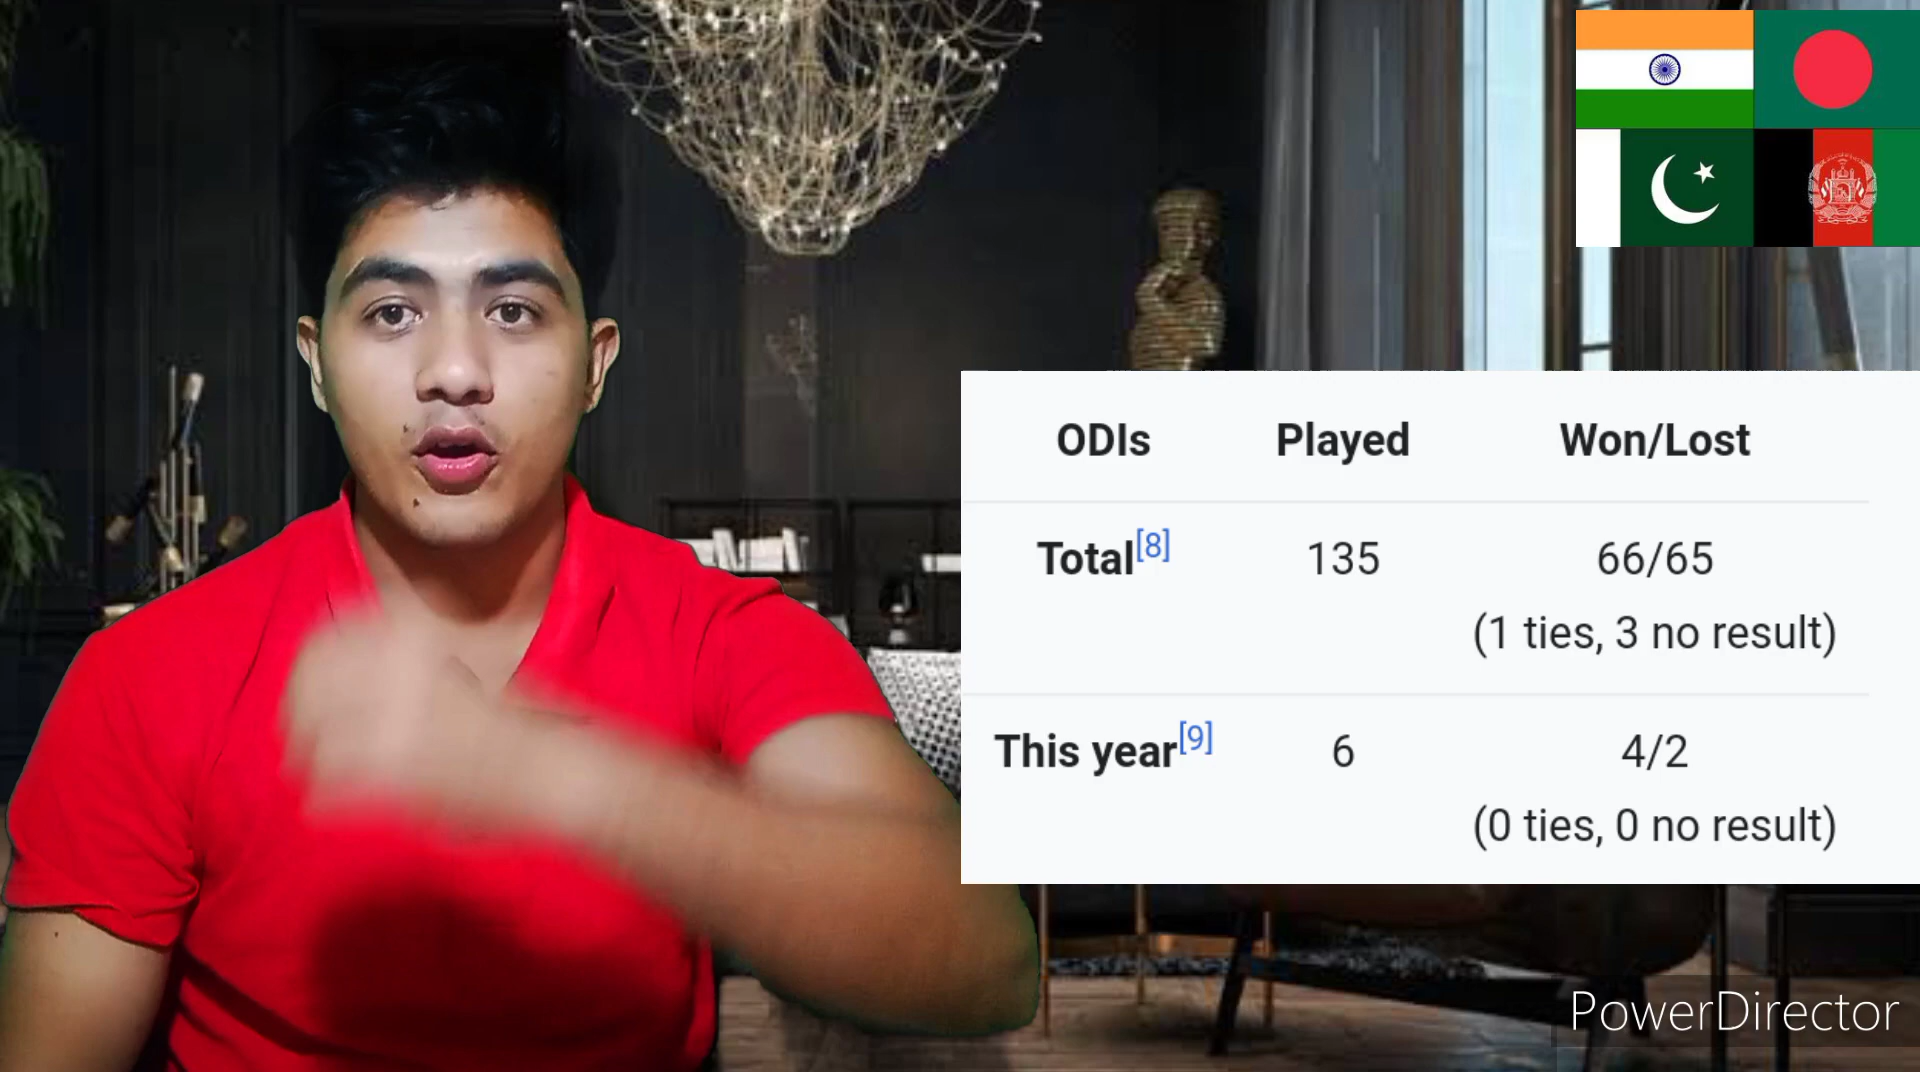 ODIs Played Won/Lost
Total[8] 135 66/65
(1 ties, 3 no result)
This year[9] 6 4/2
(0 ties, 0 no result)
PowerDirector